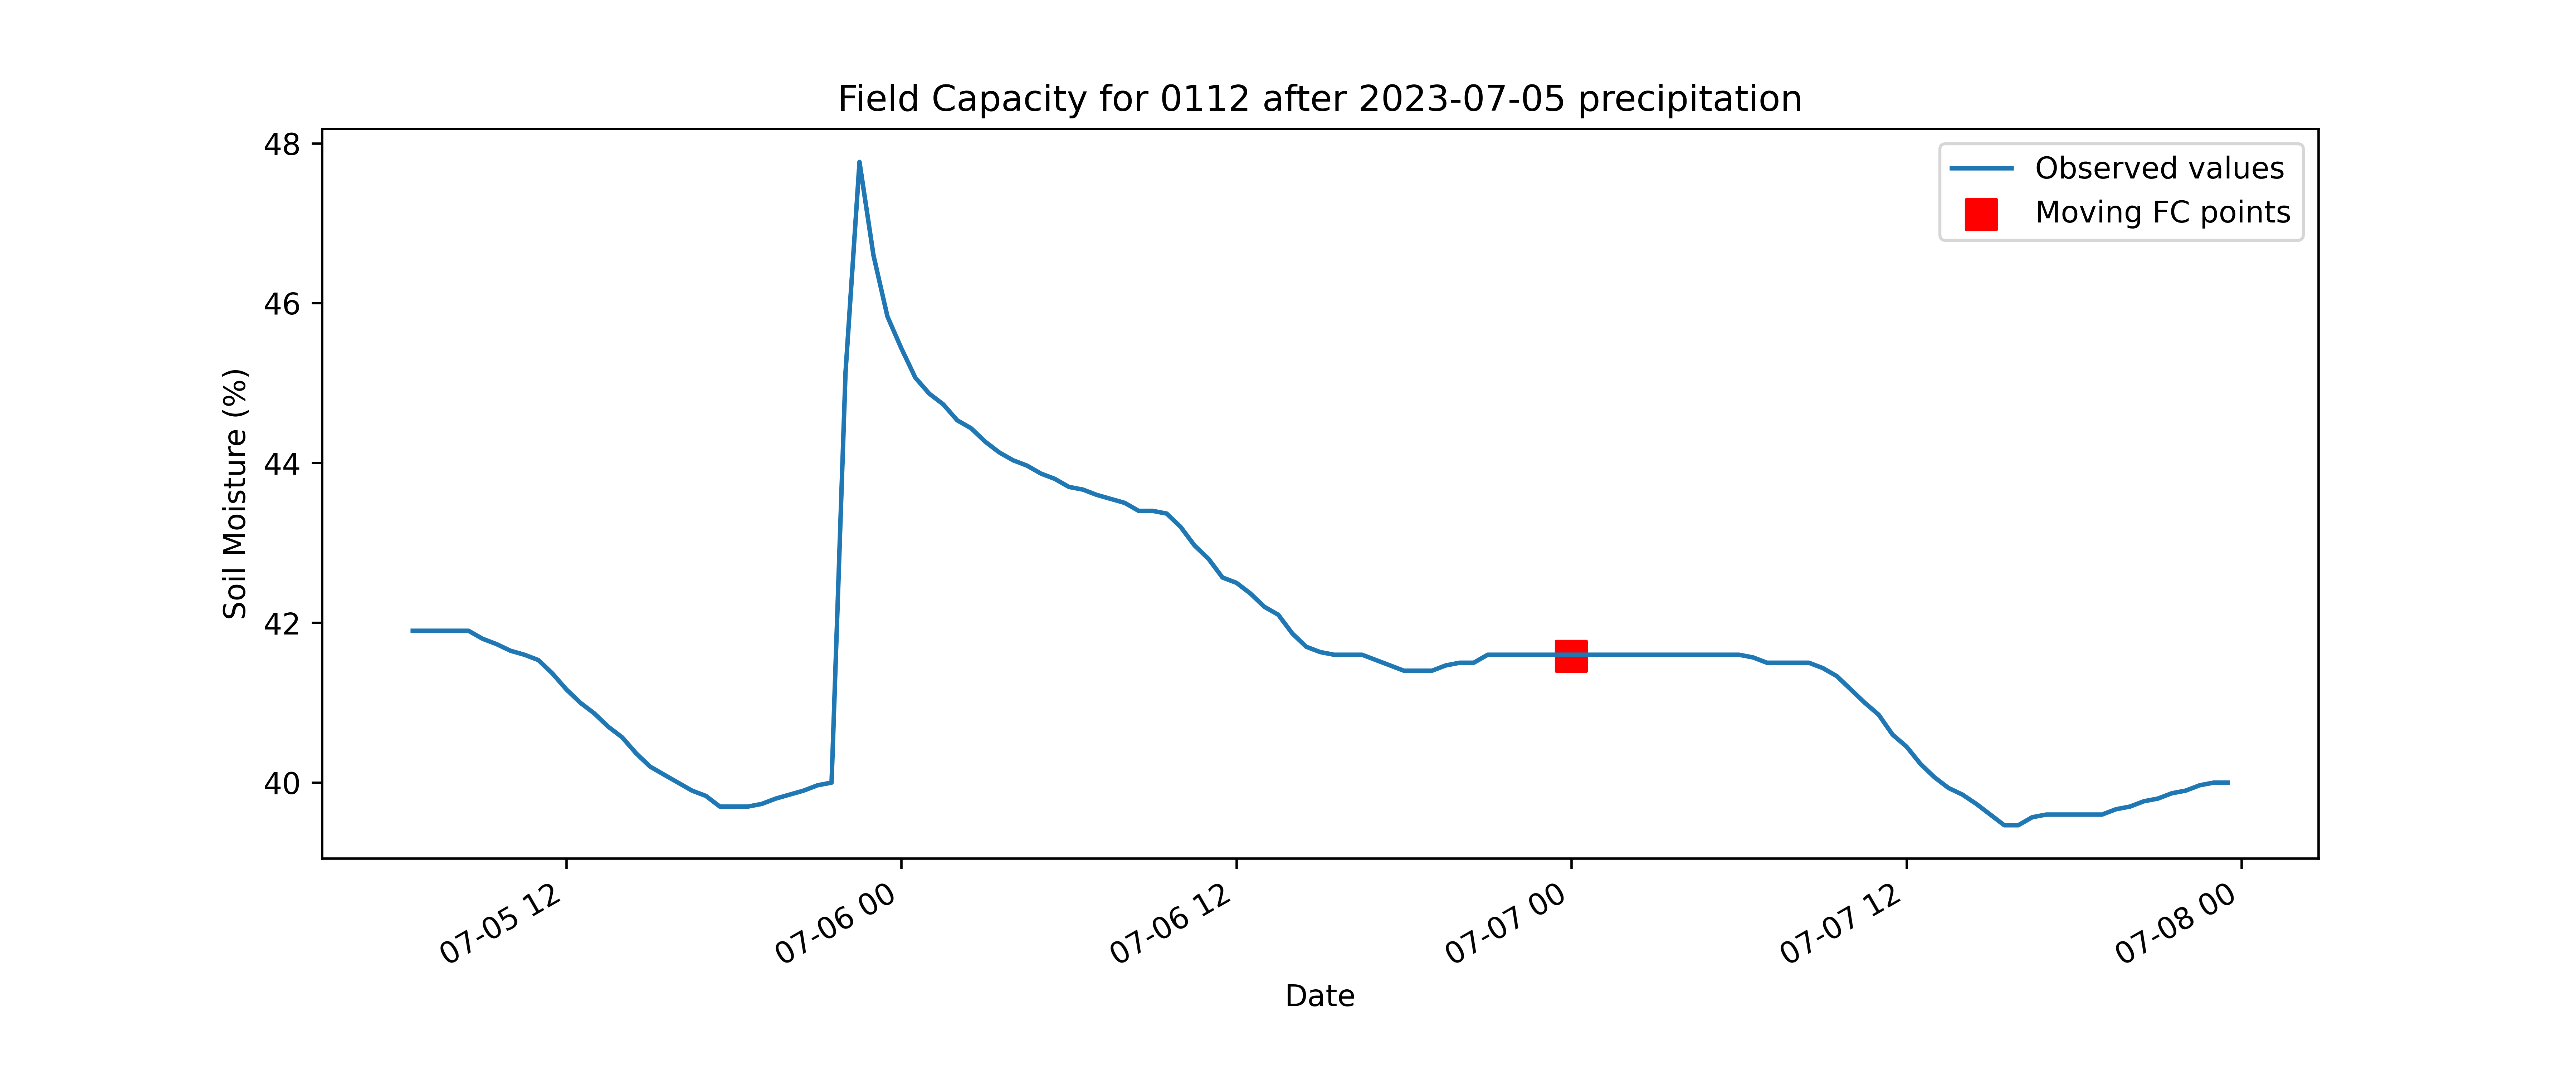 Field Capacity for 0112 after 2023-07-05 precipitation
48
46
44
42
40
Soil Moisture (%)
Observed values
Moving FC points
07-05 12
07-06 00
07-06 12
07-07 00
07-07 12
07-08 00
Date